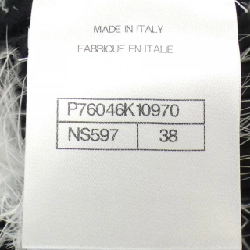 MADE IN ITALY
FABRIQUE EN ITALIE
P76046K10970
NS597 38